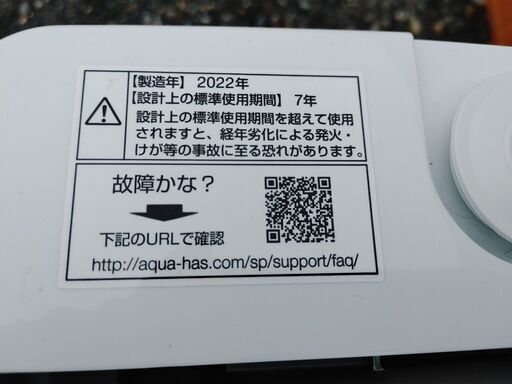 【製造年】 2022年
【設計上の標準使用期間】 7年
設計上の標準使用期間を超えて使用
されますと、経年劣化による発火・
けが等の事故に至る恐れがあります。
故障かな？
下記のURLで確認
http://aqua-has.com/sp/support/faq/